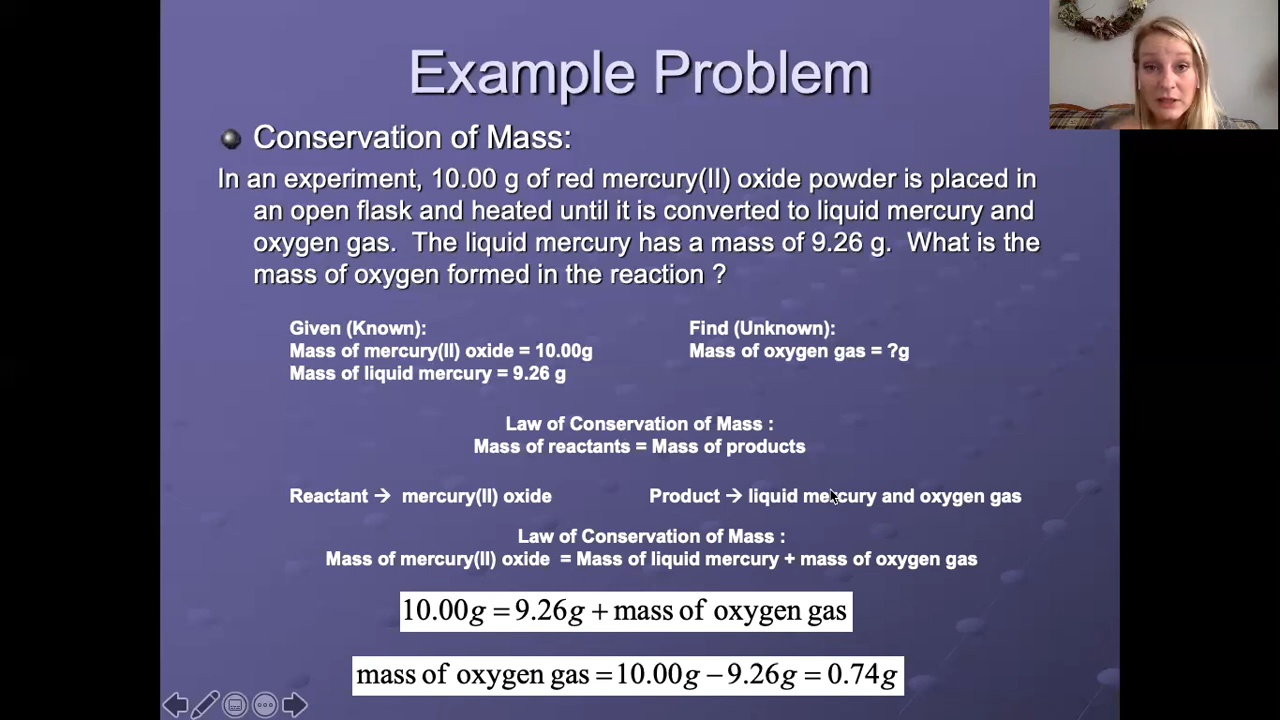 Example Problem
Conservation of Mass:
In an experiment, 10.00 g of red mercury(II) oxide powder is placed in
an open flask and heated until it is converted to liquid mercury and
oxygen gas. The liquid mercury has a mass of 9.26 g. What is the
mass of oxygen formed in the reaction ?
Given (Known):
Mass of mercury(II) oxide = 10.00g
Mass of liquid mercury = 9.26 g
Find (Unknown):
Mass of oxygen gas = ?g
Law of Conservation of Mass :
Mass of reactants = Mass of products
Reactant → mercury(II) oxide
Product → liquid mercury and oxygen gas
Law of Conservation of Mass :
Mass of mercury(II) oxide = Mass of liquid mercury + mass of oxygen gas
10.00g = 9.26g + mass of oxygen gas
mass of oxygen gas = 10.00g − 9.26g = 0.74g